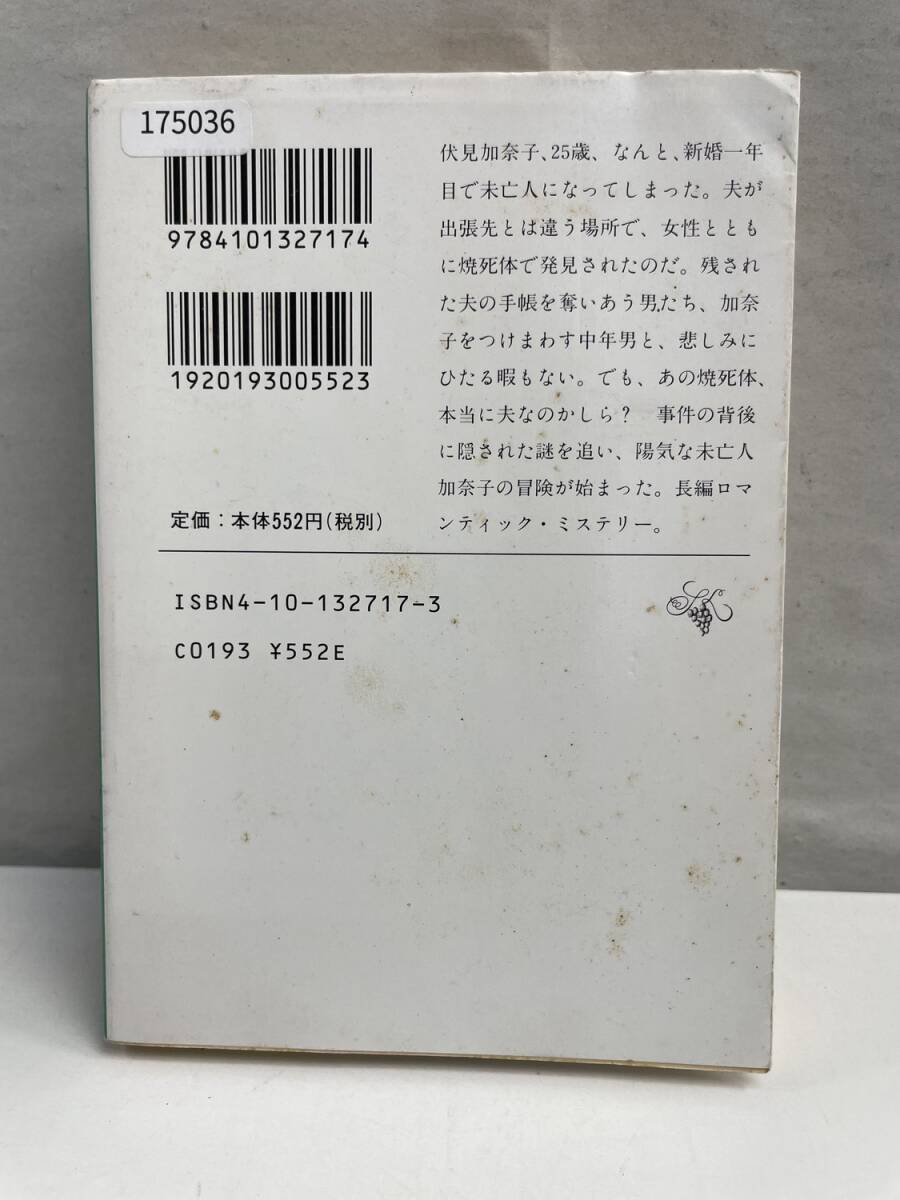 175036
9784101327174
1920193005523
定価：本体552円(税別)
伏見加奈子、25歳、なんと、新婚一年
目で未亡人になってしまった。夫が
出張先とは違う場所で、女性ととも
に焼死体で発見されたのだ。残され
た夫の手帳を奪いあう男たち、加奈
子をつけまわす中年男と、悲しみに
ひたる暇もない。でも、あの焼死体、
本当に夫なのかしら？　事件の背後
に隠された謎を追い、陽気な未亡人
加奈子の冒険が始まった。長編ロマ
ンティック・ミステリー。
ISBN4-10-132717-3
C0193 ¥552E